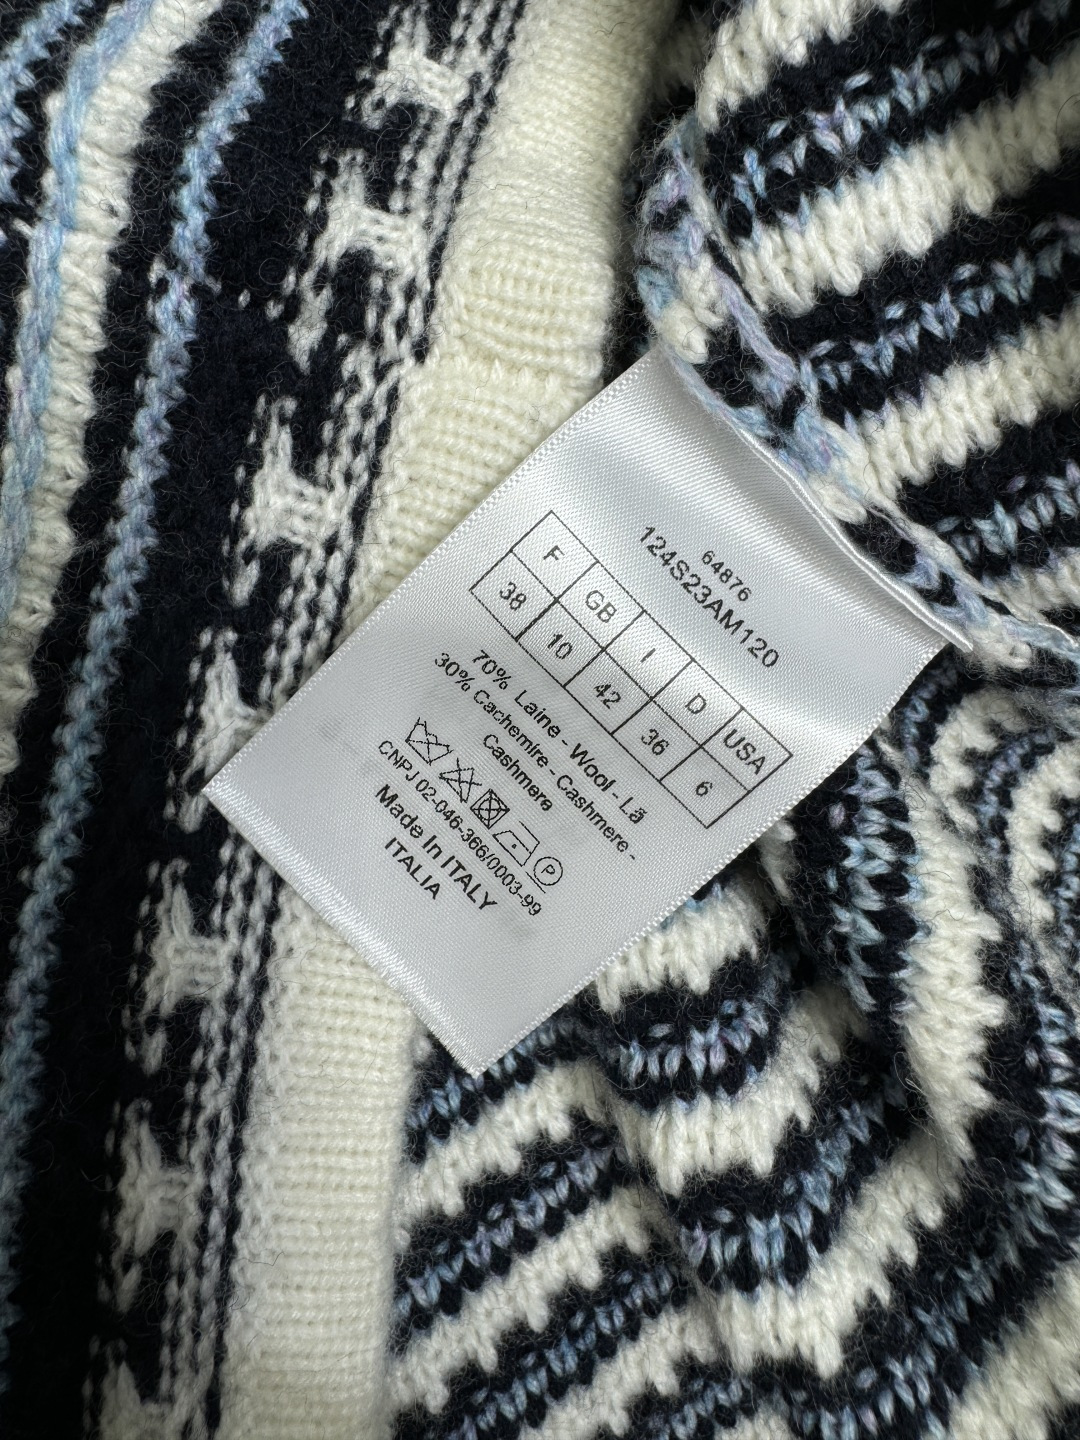 64876
124S23AM120
F GB I D USA
38 10 42 36 6
70% Laine - Wool - Lã
30% Cachemire - Cashmere -
Cashmere
P
CNPJ 02-046-366/0003-99
Made In ITALY
ITALIA